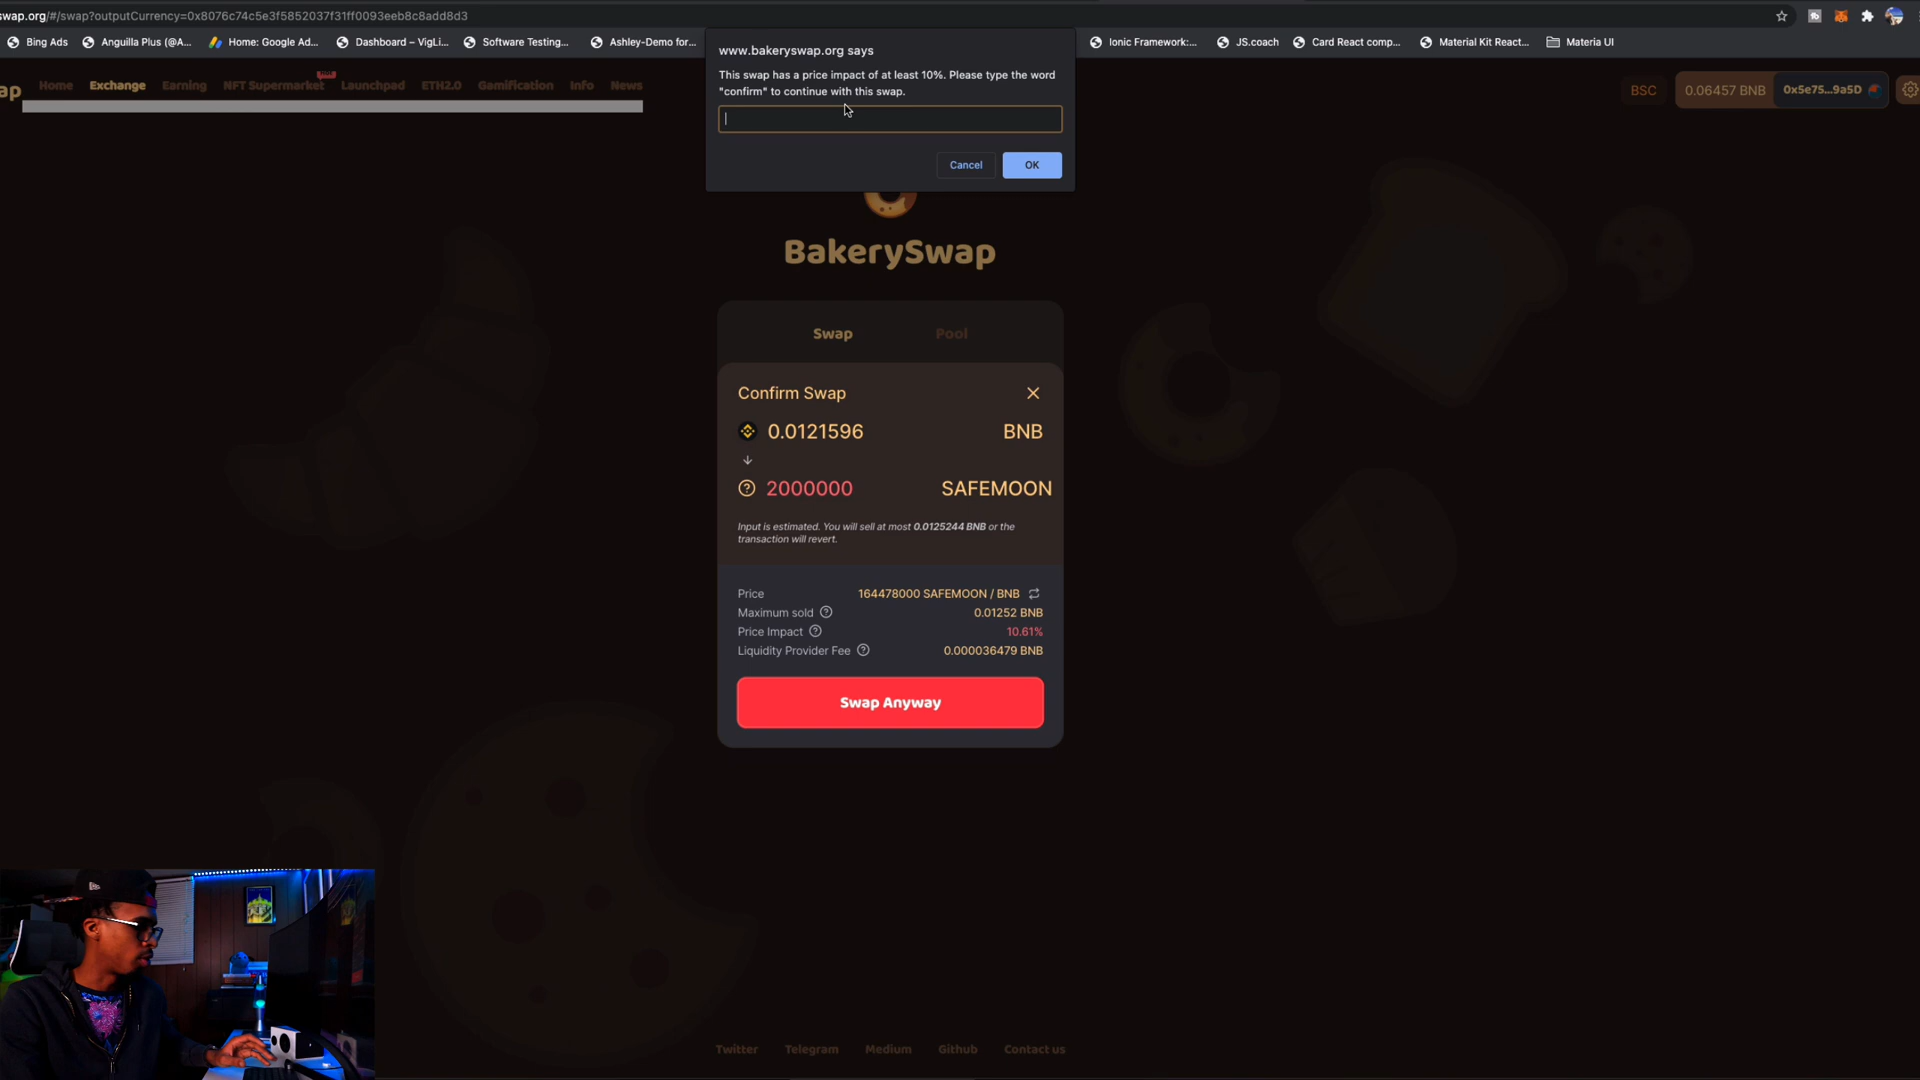 swap.org/#/swap?outputCurrency=0x8076c74c5e3f5852037f31ff0093eeb8c8add8d3
Bing Ads
Anguilla Plus (@A...
Home: Google Ad...
Dashboard – VigLi...
Software Testing...
Ashley-Demo for...
Ionic Framework:...
JS.coach
Card React comp...
Material Kit React...
Materia UI
www.bakeryswap.org says
This swap has a price impact of at least 10%. Please type the word
"confirm" to continue with this swap.
Cancel
OK
ap
Home
Exchange
Earning
NFT Supermarket
Launchpad
ETH2.0
Gamification
Info
News
BSC
0.06457 BNB
0x5e75...9a5D
BakerySwap
Swap
Pool
Confirm Swap
0.0121596 BNB
2000000 SAFEMOON
Input is estimated. You will sell at most 0.0125244 BNB or the
transaction will revert.
Price 164478000 SAFEMOON / BNB
Maximum sold 0.01252 BNB
Price Impact 10.61%
Liquidity Provider Fee 0.000036479 BNB
Swap Anyway
Twitter
Telegram
Medium
Github
Contact us